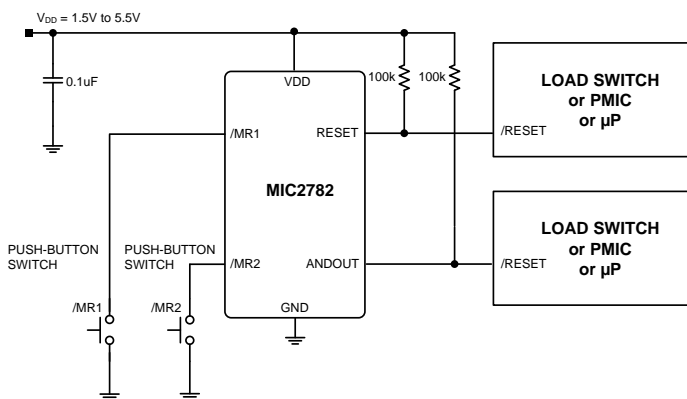 VDD = 1.5V to 5.5V
0.1uF
100k
100k
VDD
/MR1
RESET
MIC2782
/MR2
ANDOUT
GND
LOAD SWITCH
or PMIC
or µP
/RESET
LOAD SWITCH
or PMIC
or µP
/RESET
PUSH-BUTTON
SWITCH
PUSH-BUTTON
SWITCH
/MR1
/MR2